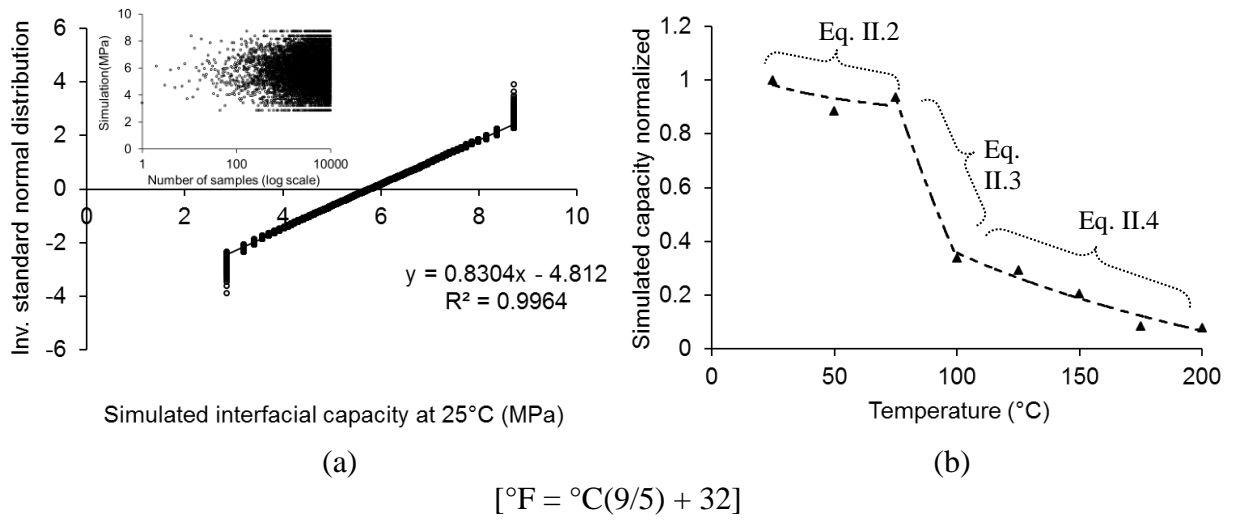 6
4
2
0
-2
-4
-6
0
2
4
6
8
10
Inv. standard normal distribution
Simulated interfacial capacity at 25°C (MPa)
y = 0.8304x - 4.812
R² = 0.9964
10
8
6
4
2
0
1
100
10000
Simulation(MPa)
Number of samples (log scale)
(a)
1.2
1
0.8
0.6
0.4
0.2
0
0
50
100
150
200
Simulated capacity normalized
Temperature (°C)
Eq. II.2
Eq.
II.3
Eq. II.4
(b)
[°F = °C(9/5) + 32]